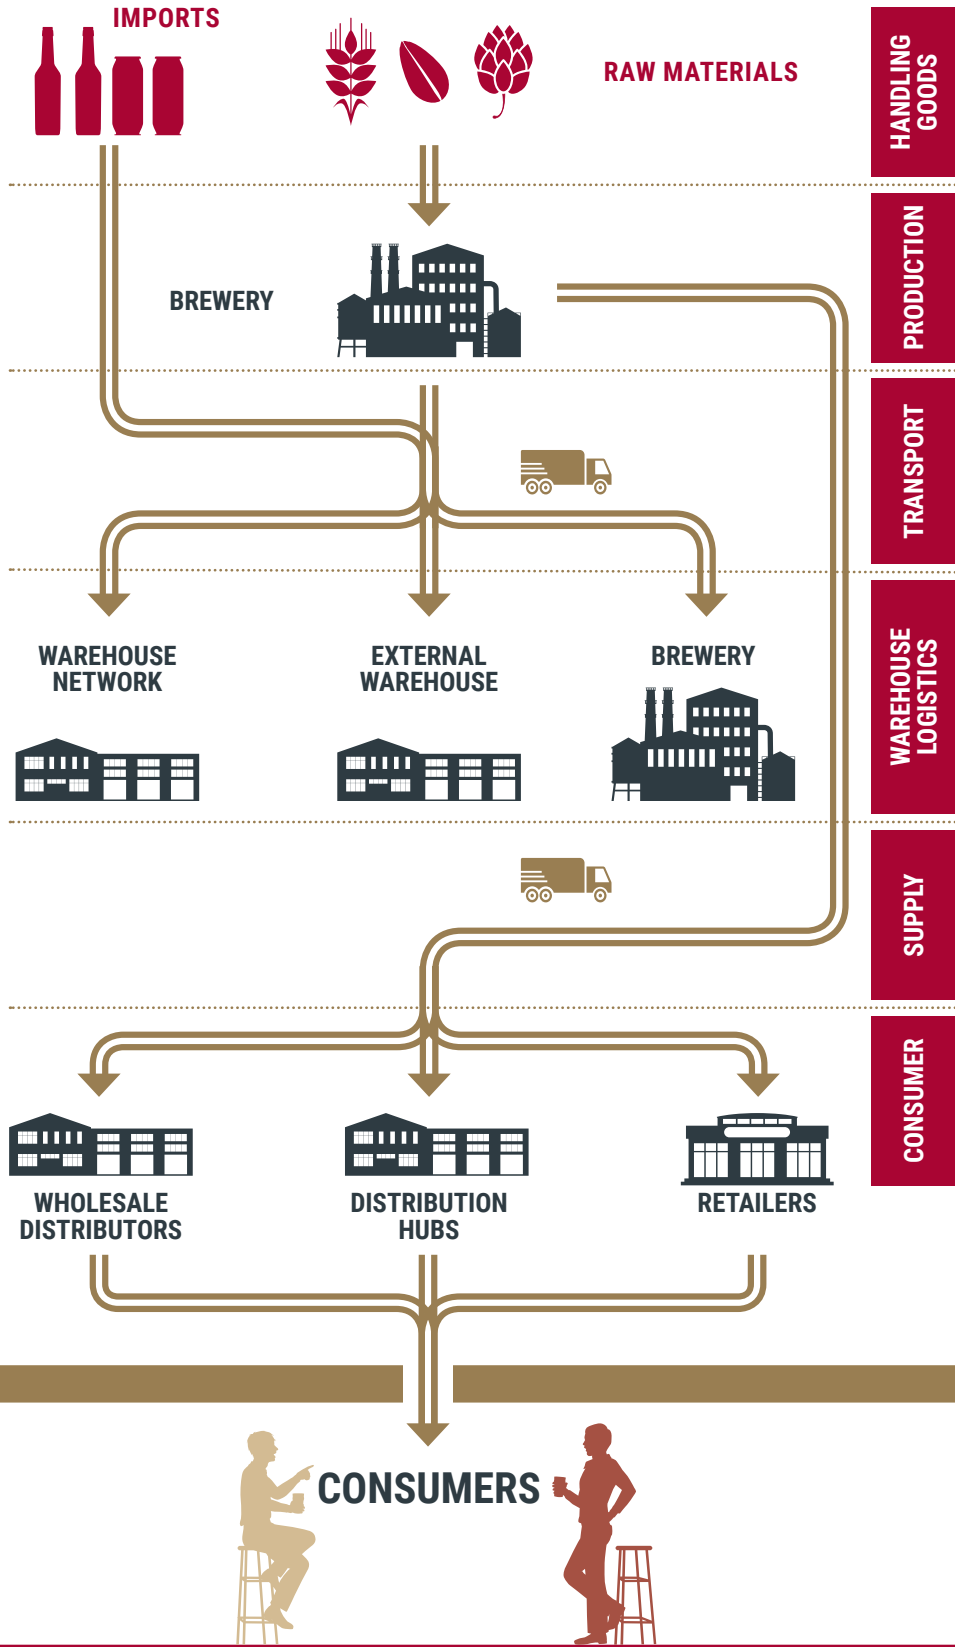 IMPORTS
RAW MATERIALS
HANDLING
GOODS
BREWERY
PRODUCTION
TRANSPORT
WAREHOUSE
NETWORK
EXTERNAL
WAREHOUSE
BREWERY
WAREHOUSE
LOGISTICS
SUPPLY
CONSUMER
WHOLESALE
DISTRIBUTORS
DISTRIBUTION
HUBS
RETAILERS
CONSUMERS